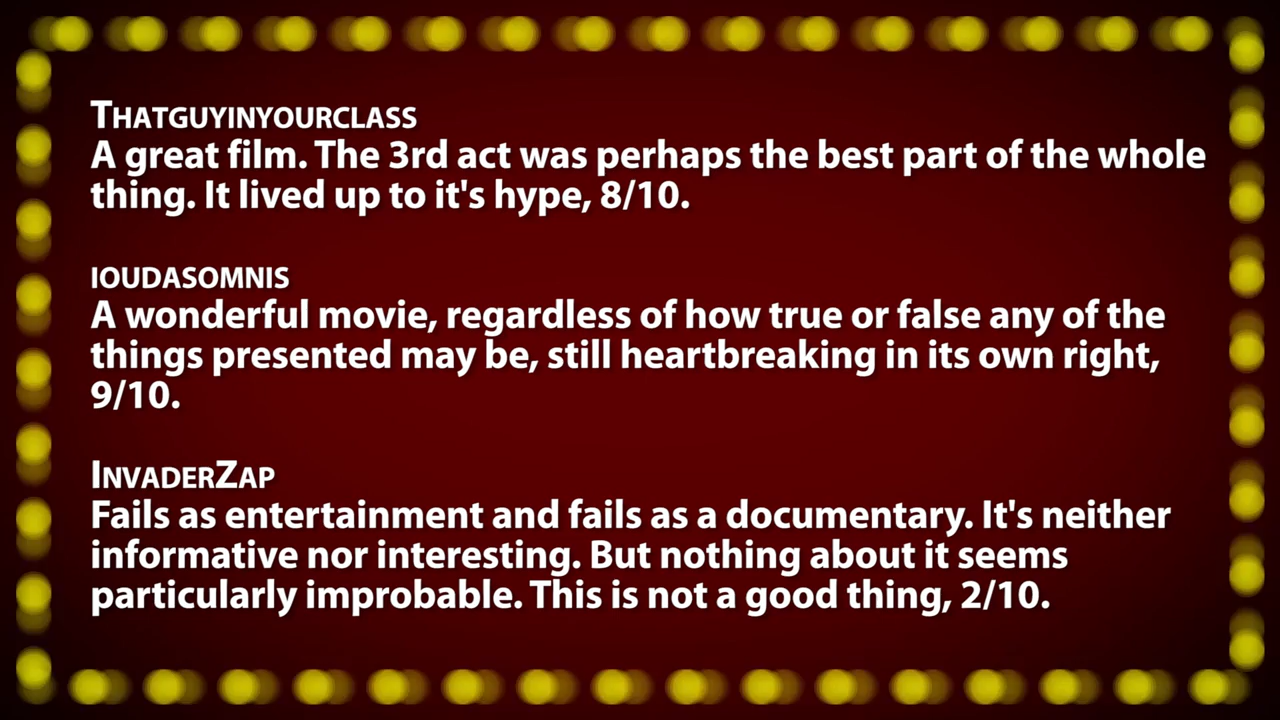 Thatguyinyourclass
A great film. The 3rd act was perhaps the best part of the whole
thing. It lived up to it's hype, 8/10.
ioudasomnis
A wonderful movie, regardless of how true or false any of the
things presented may be, still heartbreaking in its own right,
9/10.
InvaderZap
Fails as entertainment and fails as a documentary. It's neither
informative nor interesting. But nothing about it seems
particularly improbable. This is not a good thing, 2/10.